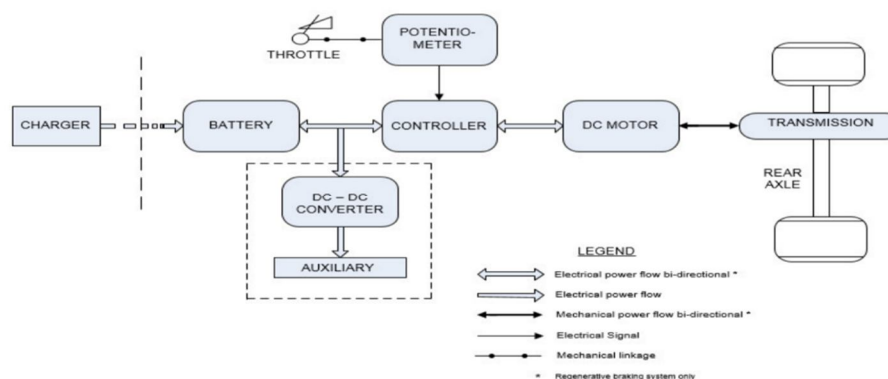 POTENTIO-
METER
THROTTLE
CHARGER
BATTERY
CONTROLLER
DC MOTOR
TRANSMISSION
REAR
AXLE
DC – DC
CONVERTER
AUXILIARY
LEGEND
Electrical power flow bi-directional *
Electrical power flow
Mechanical power flow bi-directional *
Electrical Signal
Mechanical linkage
* Regenerative braking system only